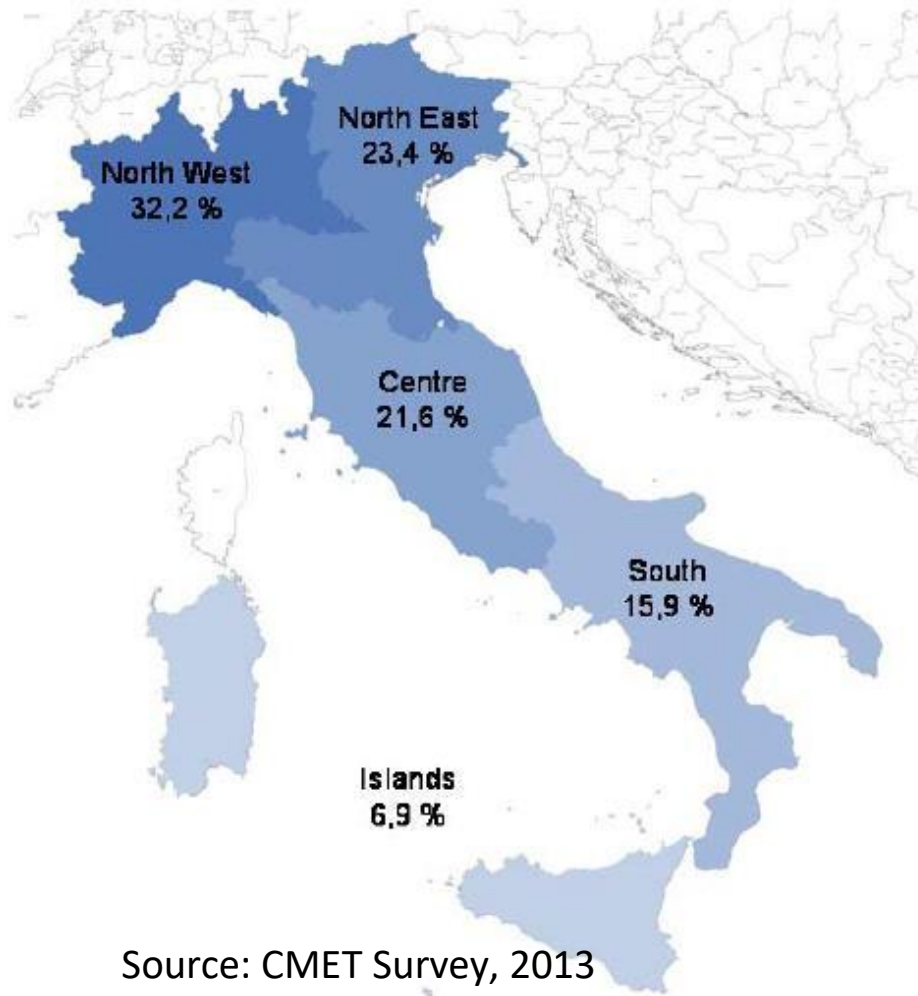 North East
23,4 %
North West
32,2 %
Centre
21,6 %
South
15,9 %
Islands
6,9 %
Source: CMET Survey, 2013